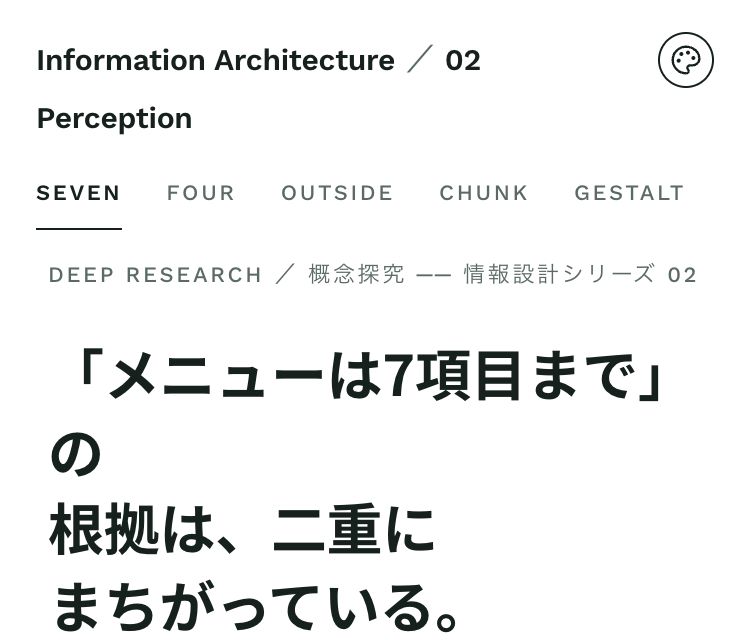 Information Architecture ／ 02
Perception
SEVEN FOUR OUTSIDE CHUNK GESTALT
DEEP RESEARCH ／ 概念探究 —— 情報設計シリーズ 02
「メニューは7項目まで」
の
根拠は、二重に
まちがっている。